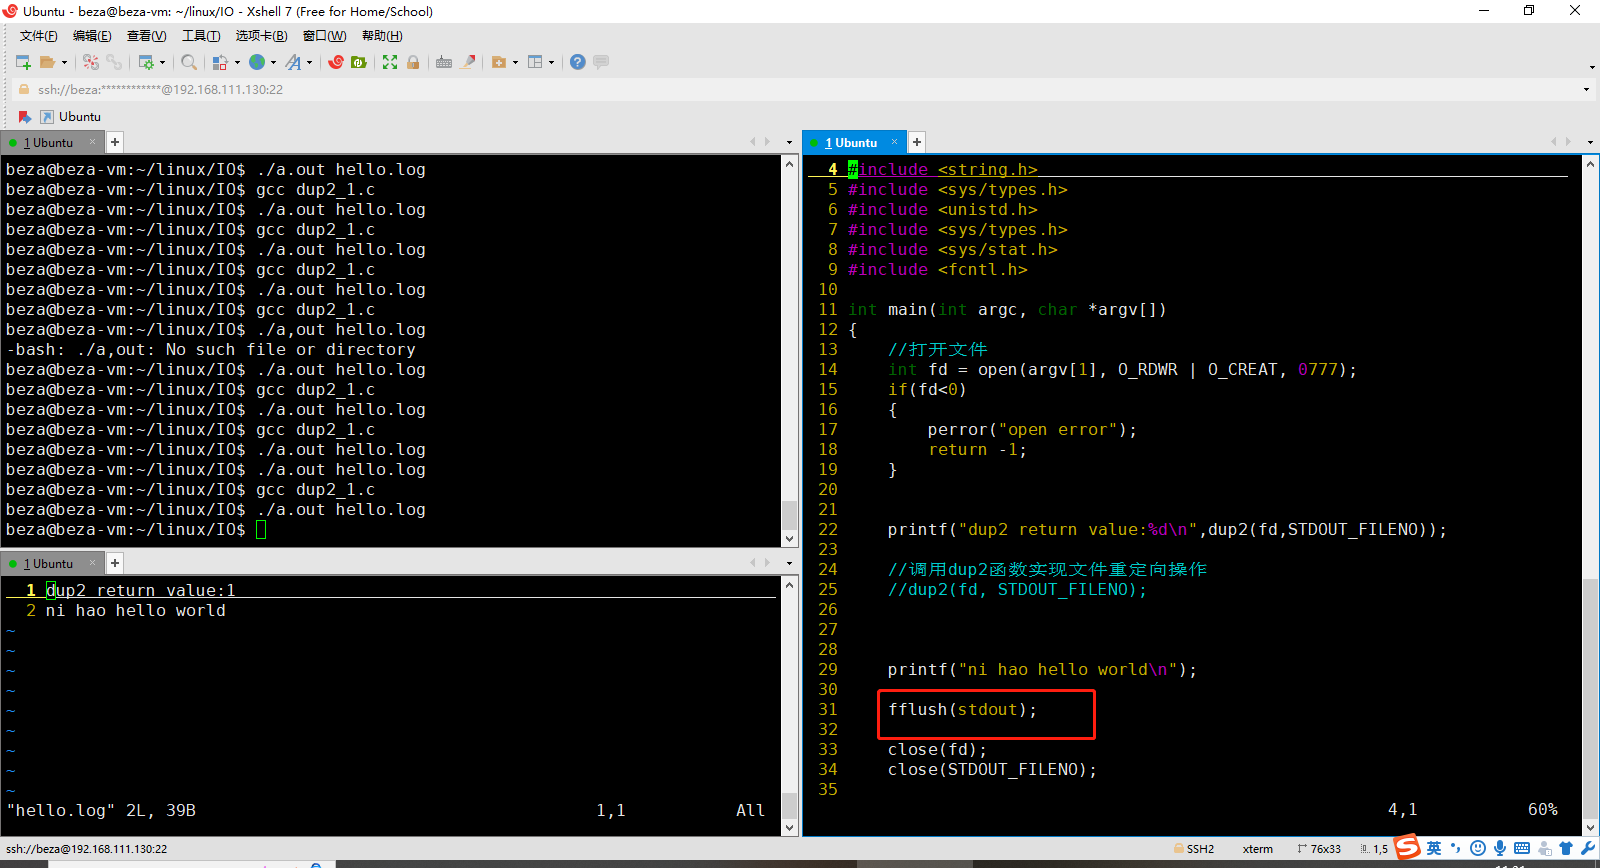 Ubuntu - beza@beza-vm: ~/linux/IO - Xshell 7 (Free for Home/School)
文件(F) 编辑(E) 查看(V) 工具(T) 选项卡(B) 窗口(W) 帮助(H)
ssh://beza:************@192.168.111.130:22
Ubuntu
1 Ubuntu
beza@beza-vm:~/linux/IO$ ./a.out hello.log
beza@beza-vm:~/linux/IO$ gcc dup2_1.c
beza@beza-vm:~/linux/IO$ ./a.out hello.log
beza@beza-vm:~/linux/IO$ gcc dup2_1.c
beza@beza-vm:~/linux/IO$ ./a.out hello.log
beza@beza-vm:~/linux/IO$ gcc dup2_1.c
beza@beza-vm:~/linux/IO$ ./a.out hello.log
beza@beza-vm:~/linux/IO$ gcc dup2_1.c
beza@beza-vm:~/linux/IO$ ./a,out hello.log
-bash: ./a,out: No such file or directory
beza@beza-vm:~/linux/IO$ ./a.out hello.log
beza@beza-vm:~/linux/IO$ gcc dup2_1.c
beza@beza-vm:~/linux/IO$ ./a.out hello.log
beza@beza-vm:~/linux/IO$ gcc dup2_1.c
beza@beza-vm:~/linux/IO$ ./a.out hello.log
beza@beza-vm:~/linux/IO$ ./a.out hello.log
beza@beza-vm:~/linux/IO$ gcc dup2_1.c
beza@beza-vm:~/linux/IO$ ./a.out hello.log
beza@beza-vm:~/linux/IO$
1 Ubuntu
1 dup2 return value:1
2 ni hao hello world
~
~
~
~
~
~
~
~
~
"hello.log" 2L, 39B 1,1 All
1 Ubuntu
4 #include <string.h>
5 #include <sys/types.h>
6 #include <unistd.h>
7 #include <sys/types.h>
8 #include <sys/stat.h>
9 #include <fcntl.h>
10
11 int main(int argc, char *argv[])
12 {
13 //打开文件
14 int fd = open(argv[1], O_RDWR | O_CREAT, 0777);
15 if(fd<0)
16 {
17 perror("open error");
18 return -1;
19 }
20
21
22 printf("dup2 return value:%d\n",dup2(fd,STDOUT_FILENO));
23
24 //调用dup2函数实现文件重定向操作
25 //dup2(fd, STDOUT_FILENO);
26
27
28
29 printf("ni hao hello world\n");
30
31 fflush(stdout);
32
33 close(fd);
34 close(STDOUT_FILENO);
35
4,1 60%
ssh://beza@192.168.111.130:22 SSH2 xterm 76x33 1,5 英